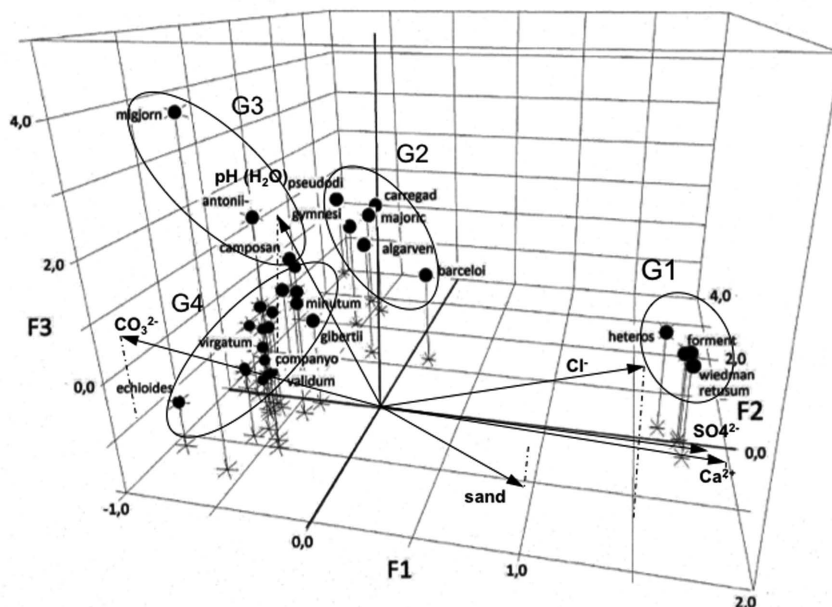 G3
4,0
migjorn
G2
pH (H2O)
pseudodi
antonii-
carregad
gymnesi
majoric
algarven
camposan
2,0
barceloi
G1
4,0
G4
minutum
F3
CO3²⁻
gibertii
virgatum
heteros
forment
companyo
Cl⁻
2,0
wiedman
0,0
echioides
validum
retusum
F2
SO4²⁻
0,0
Ca²⁺
sand
-1,0
0,0
F1
1,0
2,0